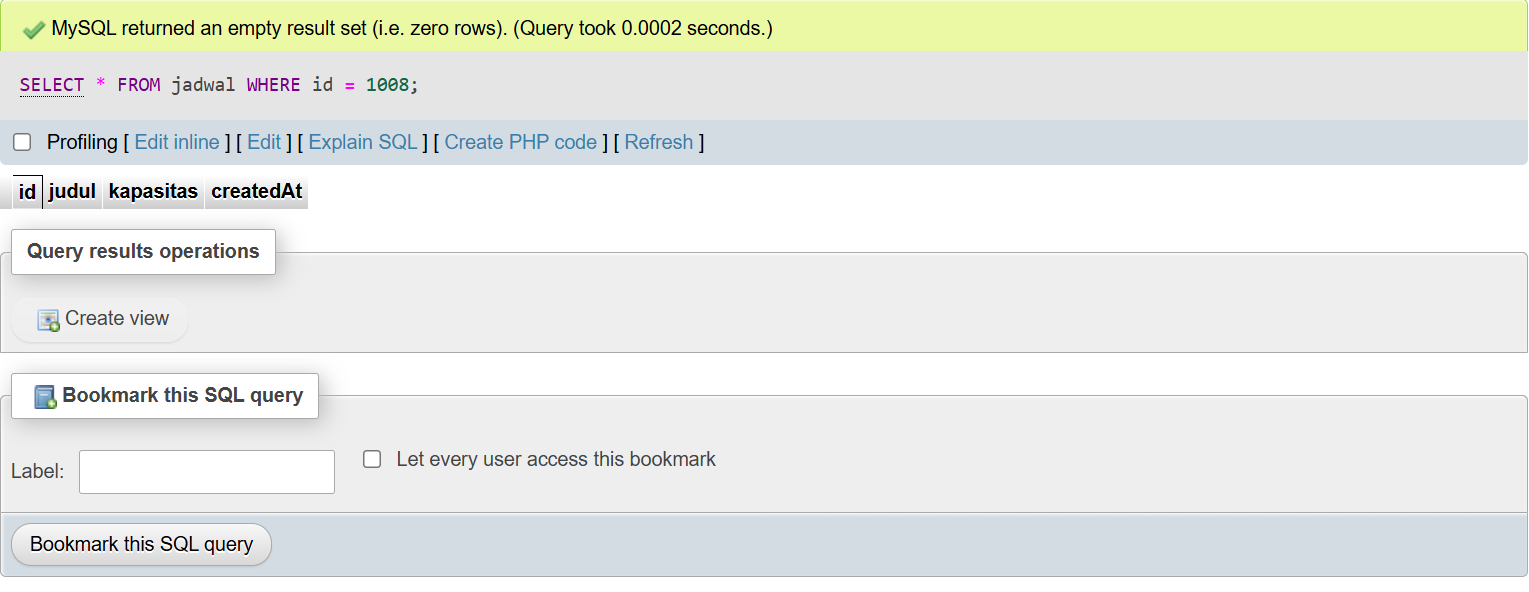 MySQL returned an empty result set (i.e. zero rows). (Query took 0.0002 seconds.)
SELECT * FROM jadwal WHERE id = 1008;
Profiling [ Edit inline ] [ Edit ] [ Explain SQL ] [ Create PHP code ] [ Refresh ]
id judul kapasitas createdAt
Query results operations
Create view
Bookmark this SQL query
Label: Let every user access this bookmark
Bookmark this SQL query